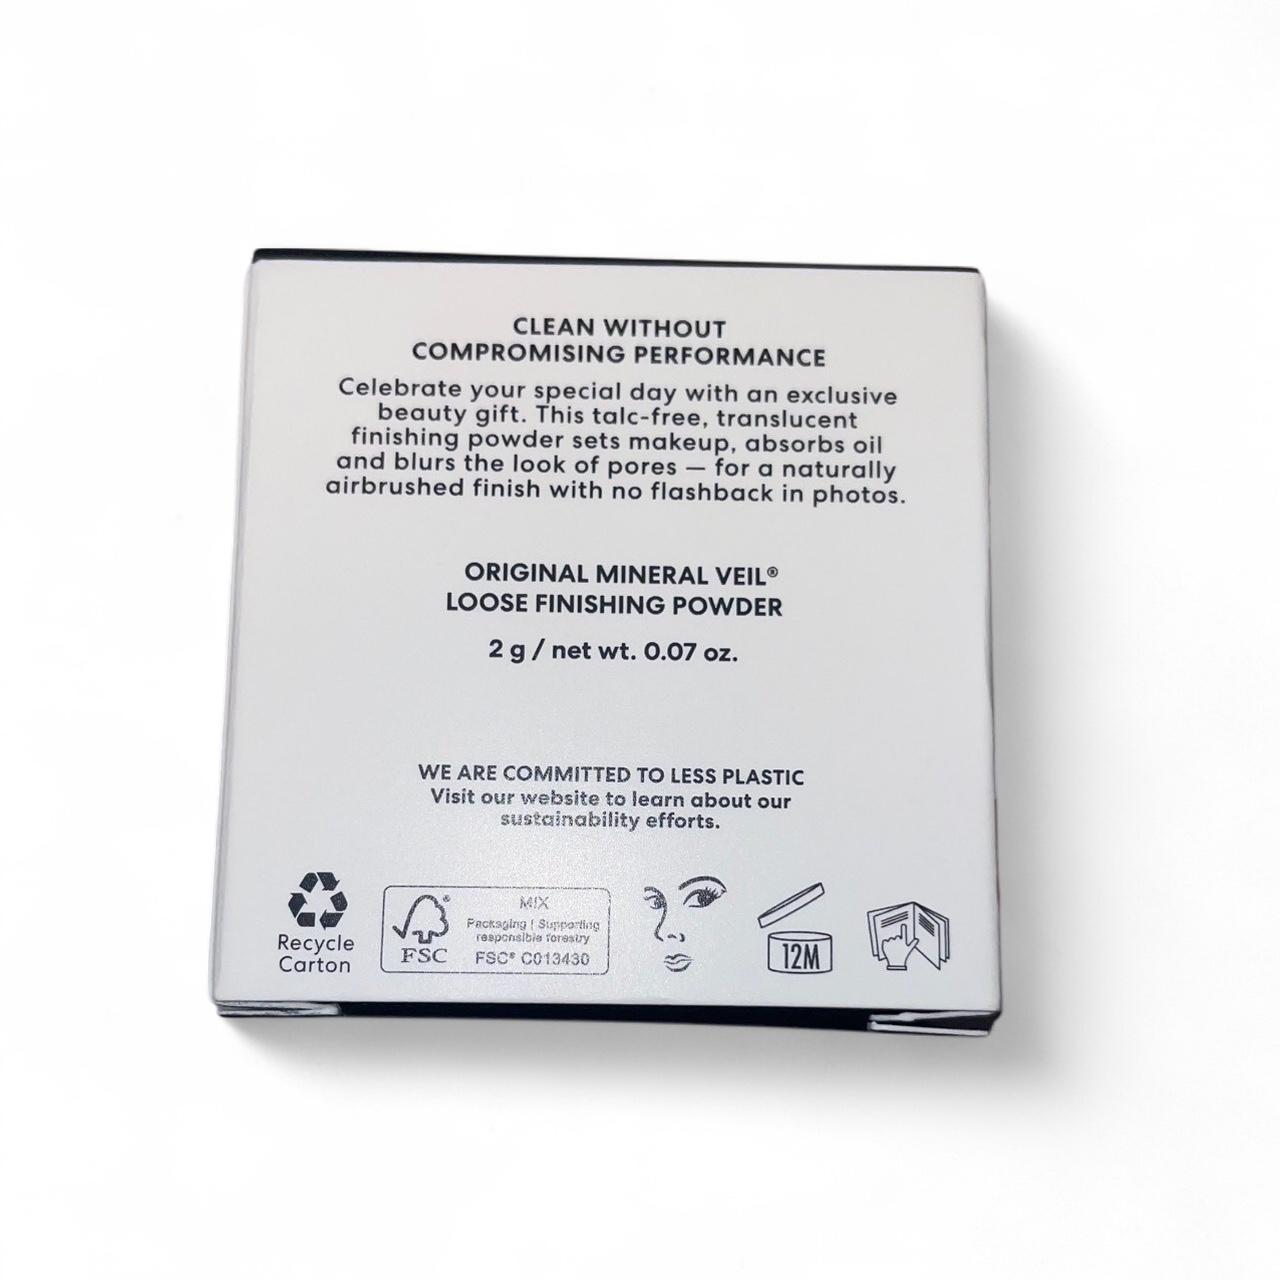 CLEAN WITHOUT
COMPROMISING PERFORMANCE
Celebrate your special day with an exclusive
beauty gift. This talc-free, translucent
finishing powder sets makeup, absorbs oil
and blurs the look of pores — for a naturally
airbrushed finish with no flashback in photos.
ORIGINAL MINERAL VEIL®
LOOSE FINISHING POWDER
2 g / net wt. 0.07 oz.
WE ARE COMMITTED TO LESS PLASTIC
Visit our website to learn about our
sustainability efforts.
Recycle
Carton
®
FSC
MIX
Packaging | Supporting
responsible forestry
FSC® C013430
12M